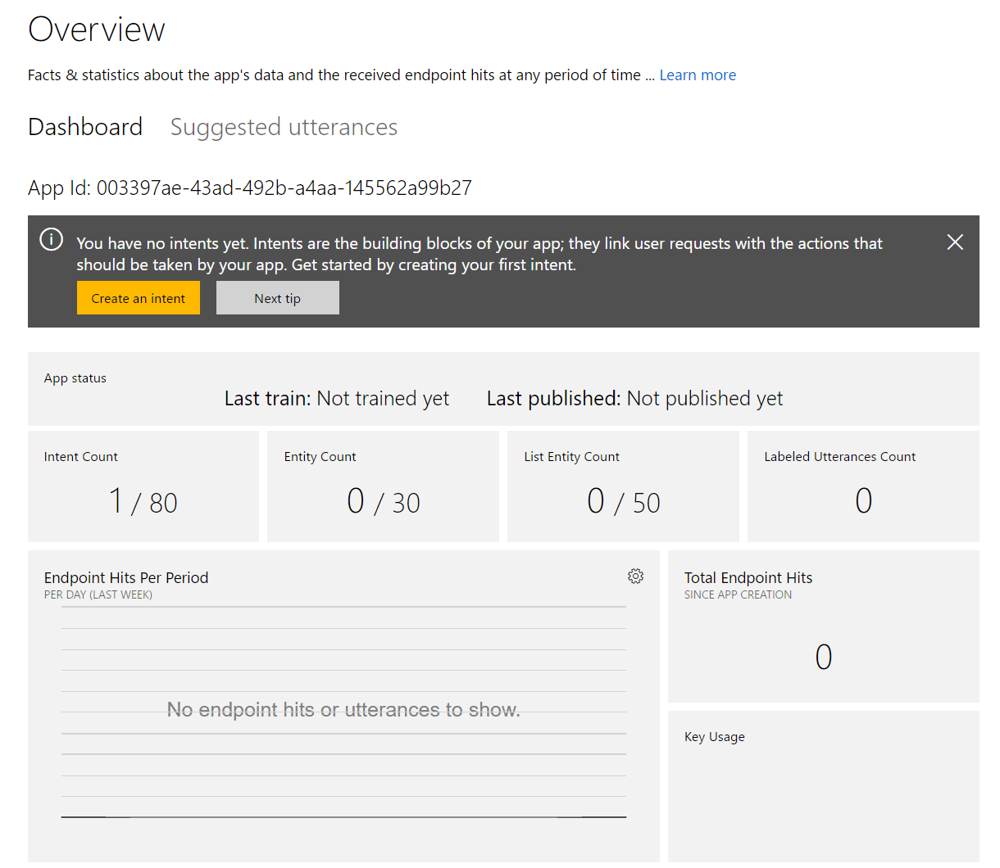 Overview
Facts & statistics about the app's data and the received endpoint hits at any period of time ... Learn more
Dashboard Suggested utterances
App Id: 003397ae-43ad-492b-a4aa-145562a99b27
You have no intents yet. Intents are the building blocks of your app; they link user requests with the actions that
should be taken by your app. Get started by creating your first intent.
Create an intent Next tip
App status
Last train: Not trained yet Last published: Not published yet
Intent Count
1 / 80
Entity Count
0 / 30
List Entity Count
0 / 50
Labeled Utterances Count
0
Endpoint Hits Per Period
PER DAY (LAST WEEK)
No endpoint hits or utterances to show.
Total Endpoint Hits
SINCE APP CREATION
0
Key Usage